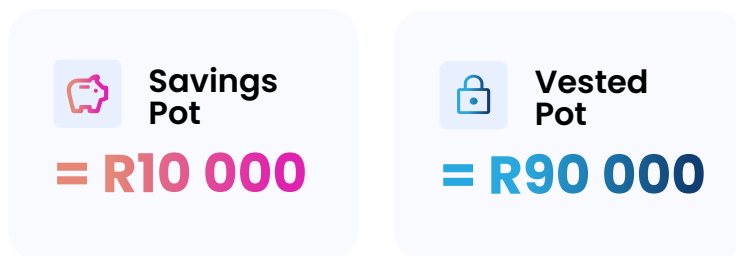 Savings
Pot
= R10 000
Vested
Pot
= R90 000